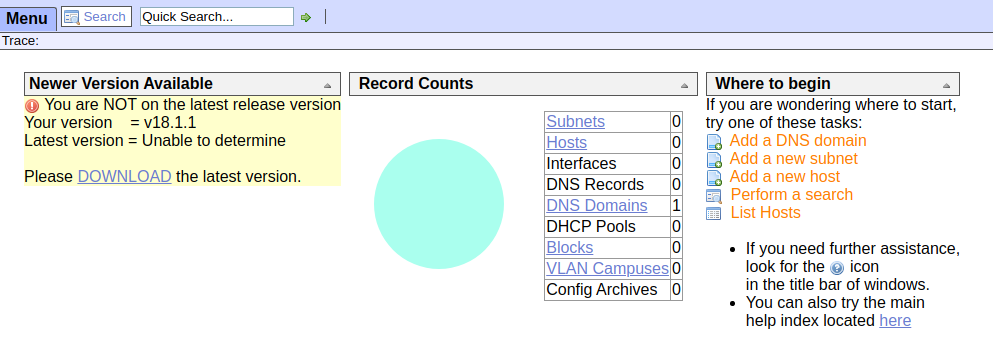 Menu Search Quick Search...
Trace:
Newer Version Available
You are NOT on the latest release version
Your version = v18.1.1
Latest version = Unable to determine
Please DOWNLOAD the latest version.
Record Counts
Subnets 0
Hosts 0
Interfaces 0
DNS Records 0
DNS Domains 1
DHCP Pools 0
Blocks 0
VLAN Campuses 0
Config Archives 0
Where to begin
If you are wondering where to start,
try one of these tasks:
Add a DNS domain
Add a new subnet
Add a new host
Perform a search
List Hosts
• If you need further assistance,
look for the ? icon
in the title bar of windows.
• You can also try the main
help index located here